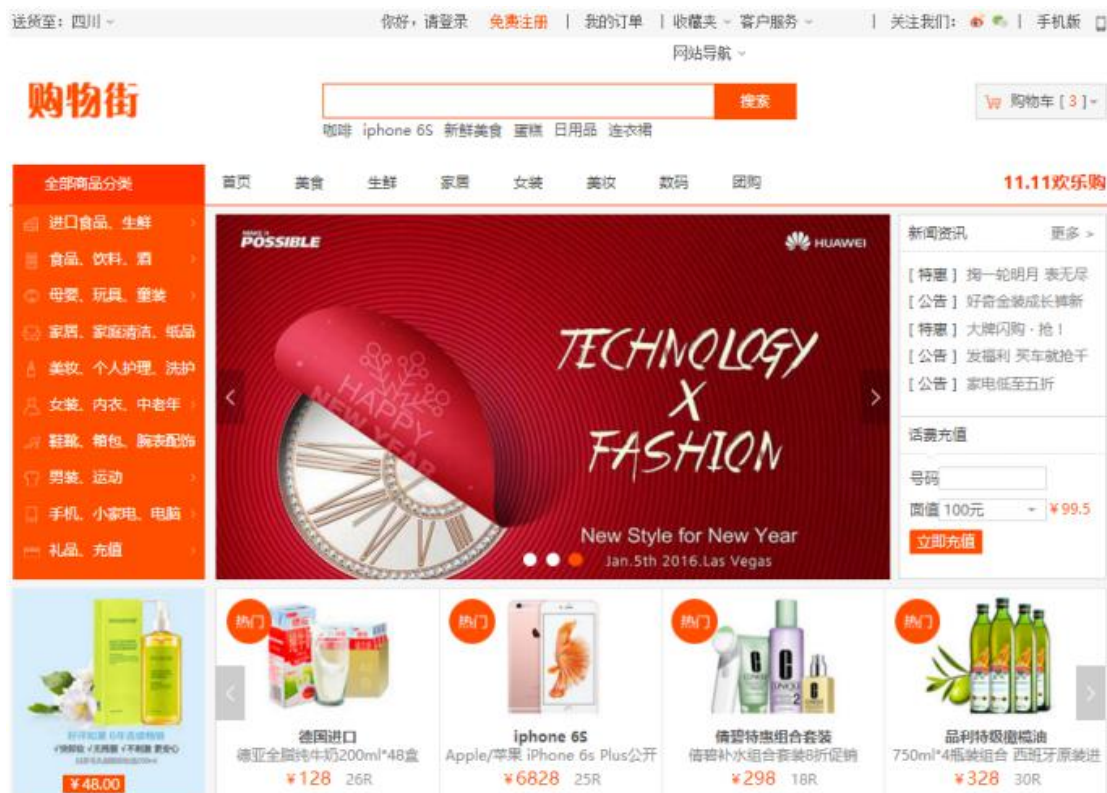 送货至：四川
你好，请登录 免费注册 | 我的订单 | 收藏夹 客户服务 | 关注我们： | 手机版
网站导航
购物街
搜索
购物车 [ 3 ]
咖啡 iphone 6S 新鲜美食 蛋糕 日用品 连衣裙
全部商品分类
首页 美食 生鲜 家居 女装 美妆 数码 团购
11.11欢乐购
进口食品、生鲜
食品、饮料、酒
母婴、玩具、童装
家居、家庭清洁、纸品
美妆、个人护理、洗护
女装、内衣、中老年
鞋靴、箱包、腕表配饰
男装、运动
手机、小家电、电脑
礼品、充值
MAKE IT
POSSIBLE
HUAWEI
HAPPY
NEW YEAR
TECHNOLOGY
X
FASHION
New Style for New Year
Jan.5th 2016.Las Vegas
新闻资讯 更多 >
[ 特惠 ] 掬一轮明月 表无尽
[ 公告 ] 好奇金装成长裤新
[ 特惠 ] 大牌闪购 · 抢！
[ 公告 ] 发福利 买车就抢千
[ 公告 ] 家电低至五折
话费充值
号码
面值 100元 ￥99.5
立即充值
√快卸妆 √无残留 √不刺激 更安心
￥48.00
热门
德国进口
德亚全脂纯牛奶200ml*48盒
￥128 26R
热门
iphone 6S
Apple/苹果 iPhone 6s Plus公开
￥6828 25R
热门
CLINIQUE
倩碧特惠组合套装
倩碧补水组合套装8折促销
￥298 18R
热门
品利特级橄榄油
750ml*4瓶装组合 西班牙原装进
￥328 30R